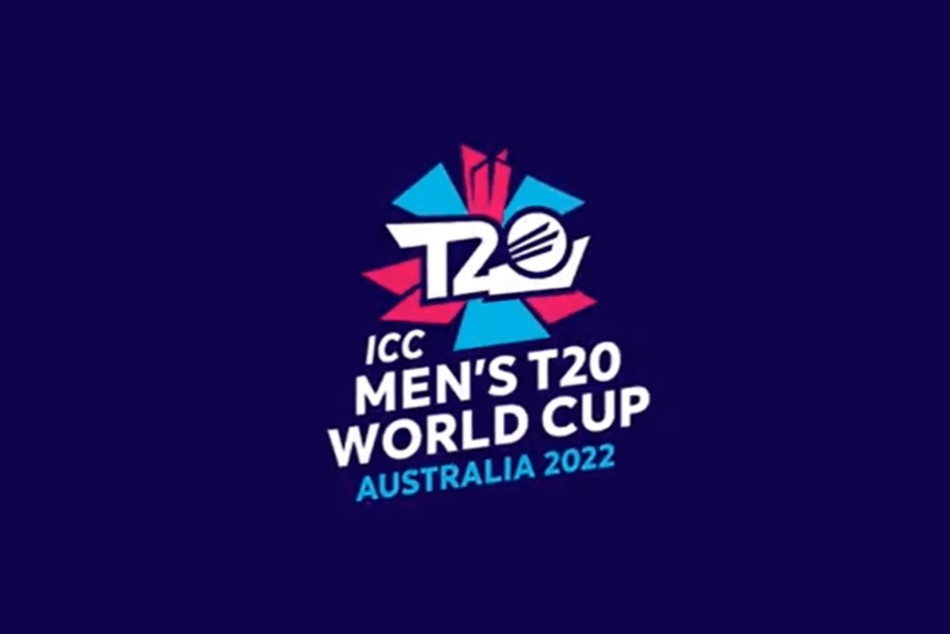 T20
ICC
MEN'S T20
WORLD CUP
AUSTRALIA 2022